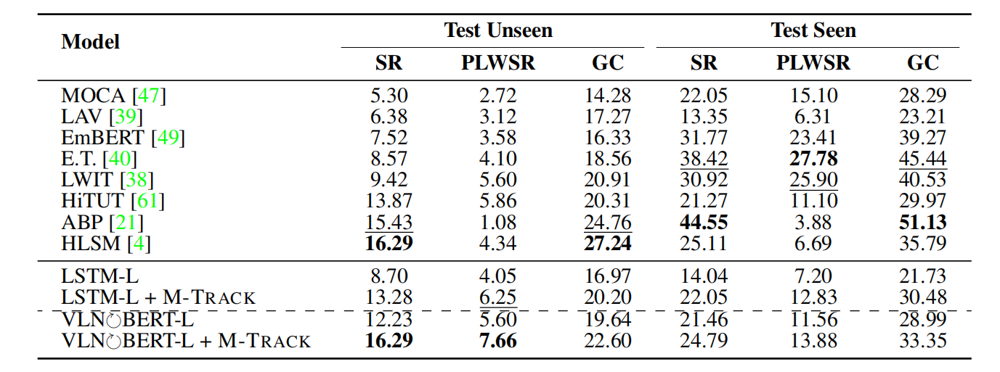 Model Test Unseen Test Seen
SR PLWSR GC SR PLWSR GC
MOCA [47] 5.30 2.72 14.28 22.05 15.10 28.29
LAV [39] 6.38 3.12 17.27 13.35 6.31 23.21
EmBERT [49] 7.52 3.58 16.33 31.77 23.41 39.27
E.T. [40] 8.57 4.10 18.56 38.42 27.78 45.44
LWIT [38] 9.42 5.60 20.91 30.92 25.90 40.53
HiTUT [61] 13.87 5.86 20.31 21.27 11.10 29.97
ABP [21] 15.43 1.08 24.76 44.55 3.88 51.13
HLSM [4] 16.29 4.34 27.24 25.11 6.69 35.79
LSTM-L 8.70 4.05 16.97 14.04 7.20 21.73
LSTM-L + M-TRACK 13.28 6.25 20.20 22.05 12.83 30.48
VLN↻BERT-L 12.23 5.60 19.64 21.46 11.56 28.99
VLN↻BERT-L + M-TRACK 16.29 7.66 22.60 24.79 13.88 33.35